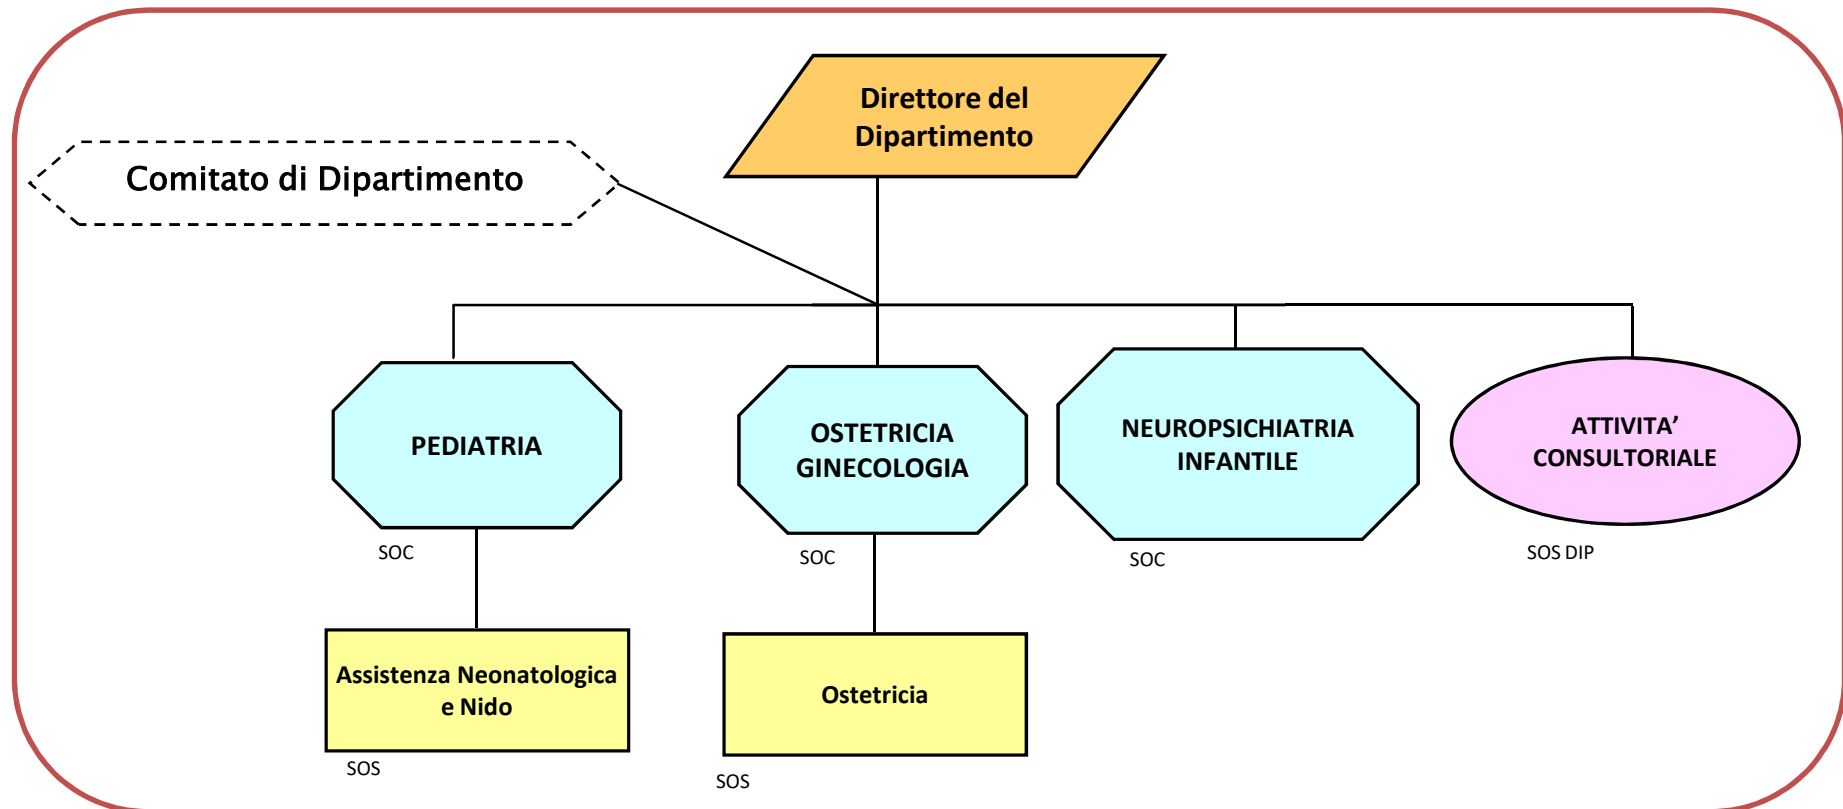 Direttore del
Dipartimento
Comitato di Dipartimento
PEDIATRIA
OSTETRICIA
GINECOLOGIA
NEUROPSICHIATRIA
INFANTILE
ATTIVITA’
CONSULTORIALE
SOC
SOC
SOC
SOS DIP
Assistenza Neonatologica
e Nido
Ostetricia
SOS
SOS